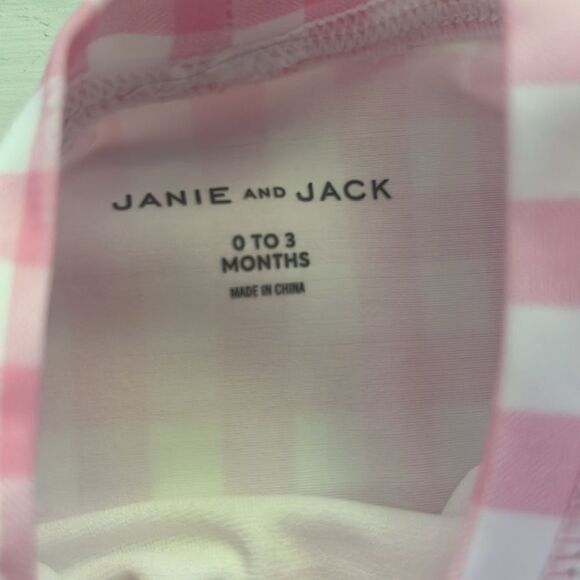 JANIE AND JACK
0 TO 3
MONTHS
MADE IN CHINA